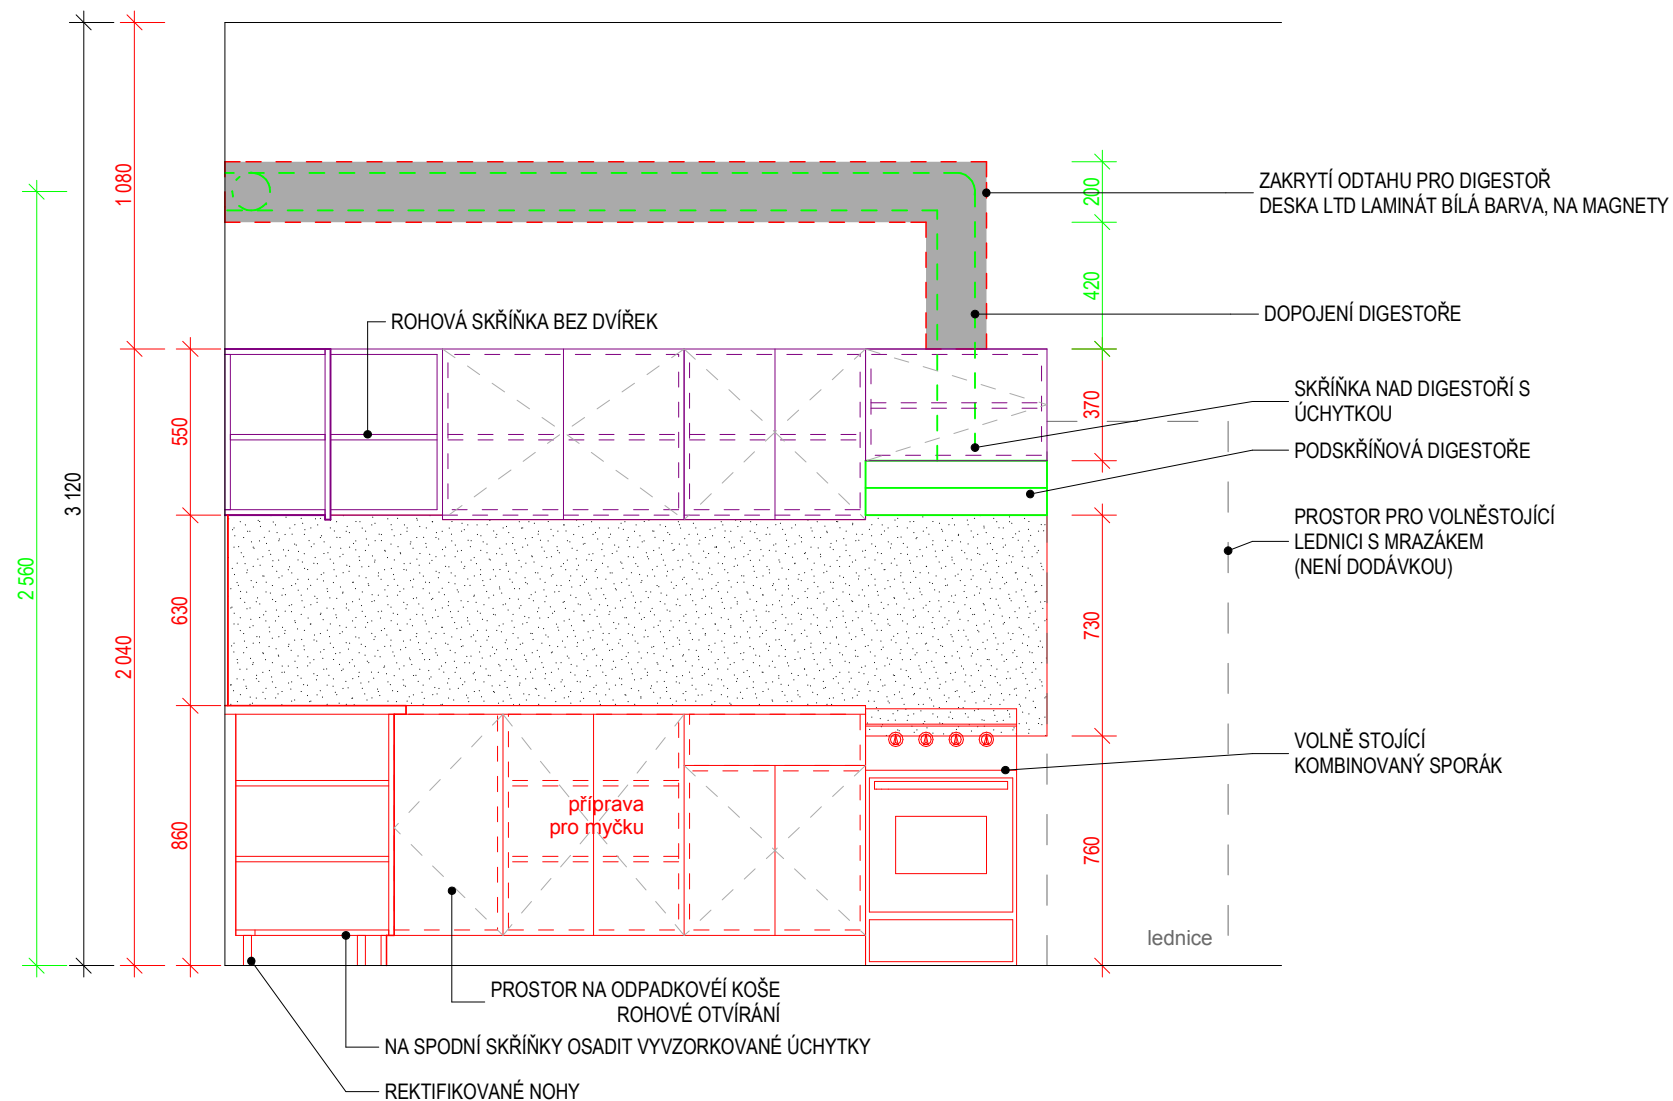 ZAKRYTÍ ODTAHU PRO DIGESTOŘ
DESKA LTD LAMINÁT BÍLÁ BARVA, NA MAGNETY
DOPOJENÍ DIGESTOŘE
ROHOVÁ SKŘÍŇKA BEZ DVÍŘEK
SKŘÍŇKA NAD DIGESTOŘÍ S
ÚCHYTKOU
PODSKŘÍŇOVÁ DIGESTOŘE
PROSTOR PRO VOLNĚSTOJÍCÍ
LEDNICI S MRAZÁKEM
(NENÍ DODÁVKOU)
VOLNĚ STOJÍCÍ
KOMBINOVANÝ SPORÁK
příprava
pro myčku
lednice
PROSTOR NA ODPADKOVÉÍ KOŠE
ROHOVÉ OTVÍRÁNÍ
NA SPODNÍ SKŘÍŇKY OSADIT VYVZORKOVANÉ ÚCHYTKY
REKTIFIKOVANÉ NOHY
2 560
3 120
1 080
2 040
550
630
860
200
420
370
730
760